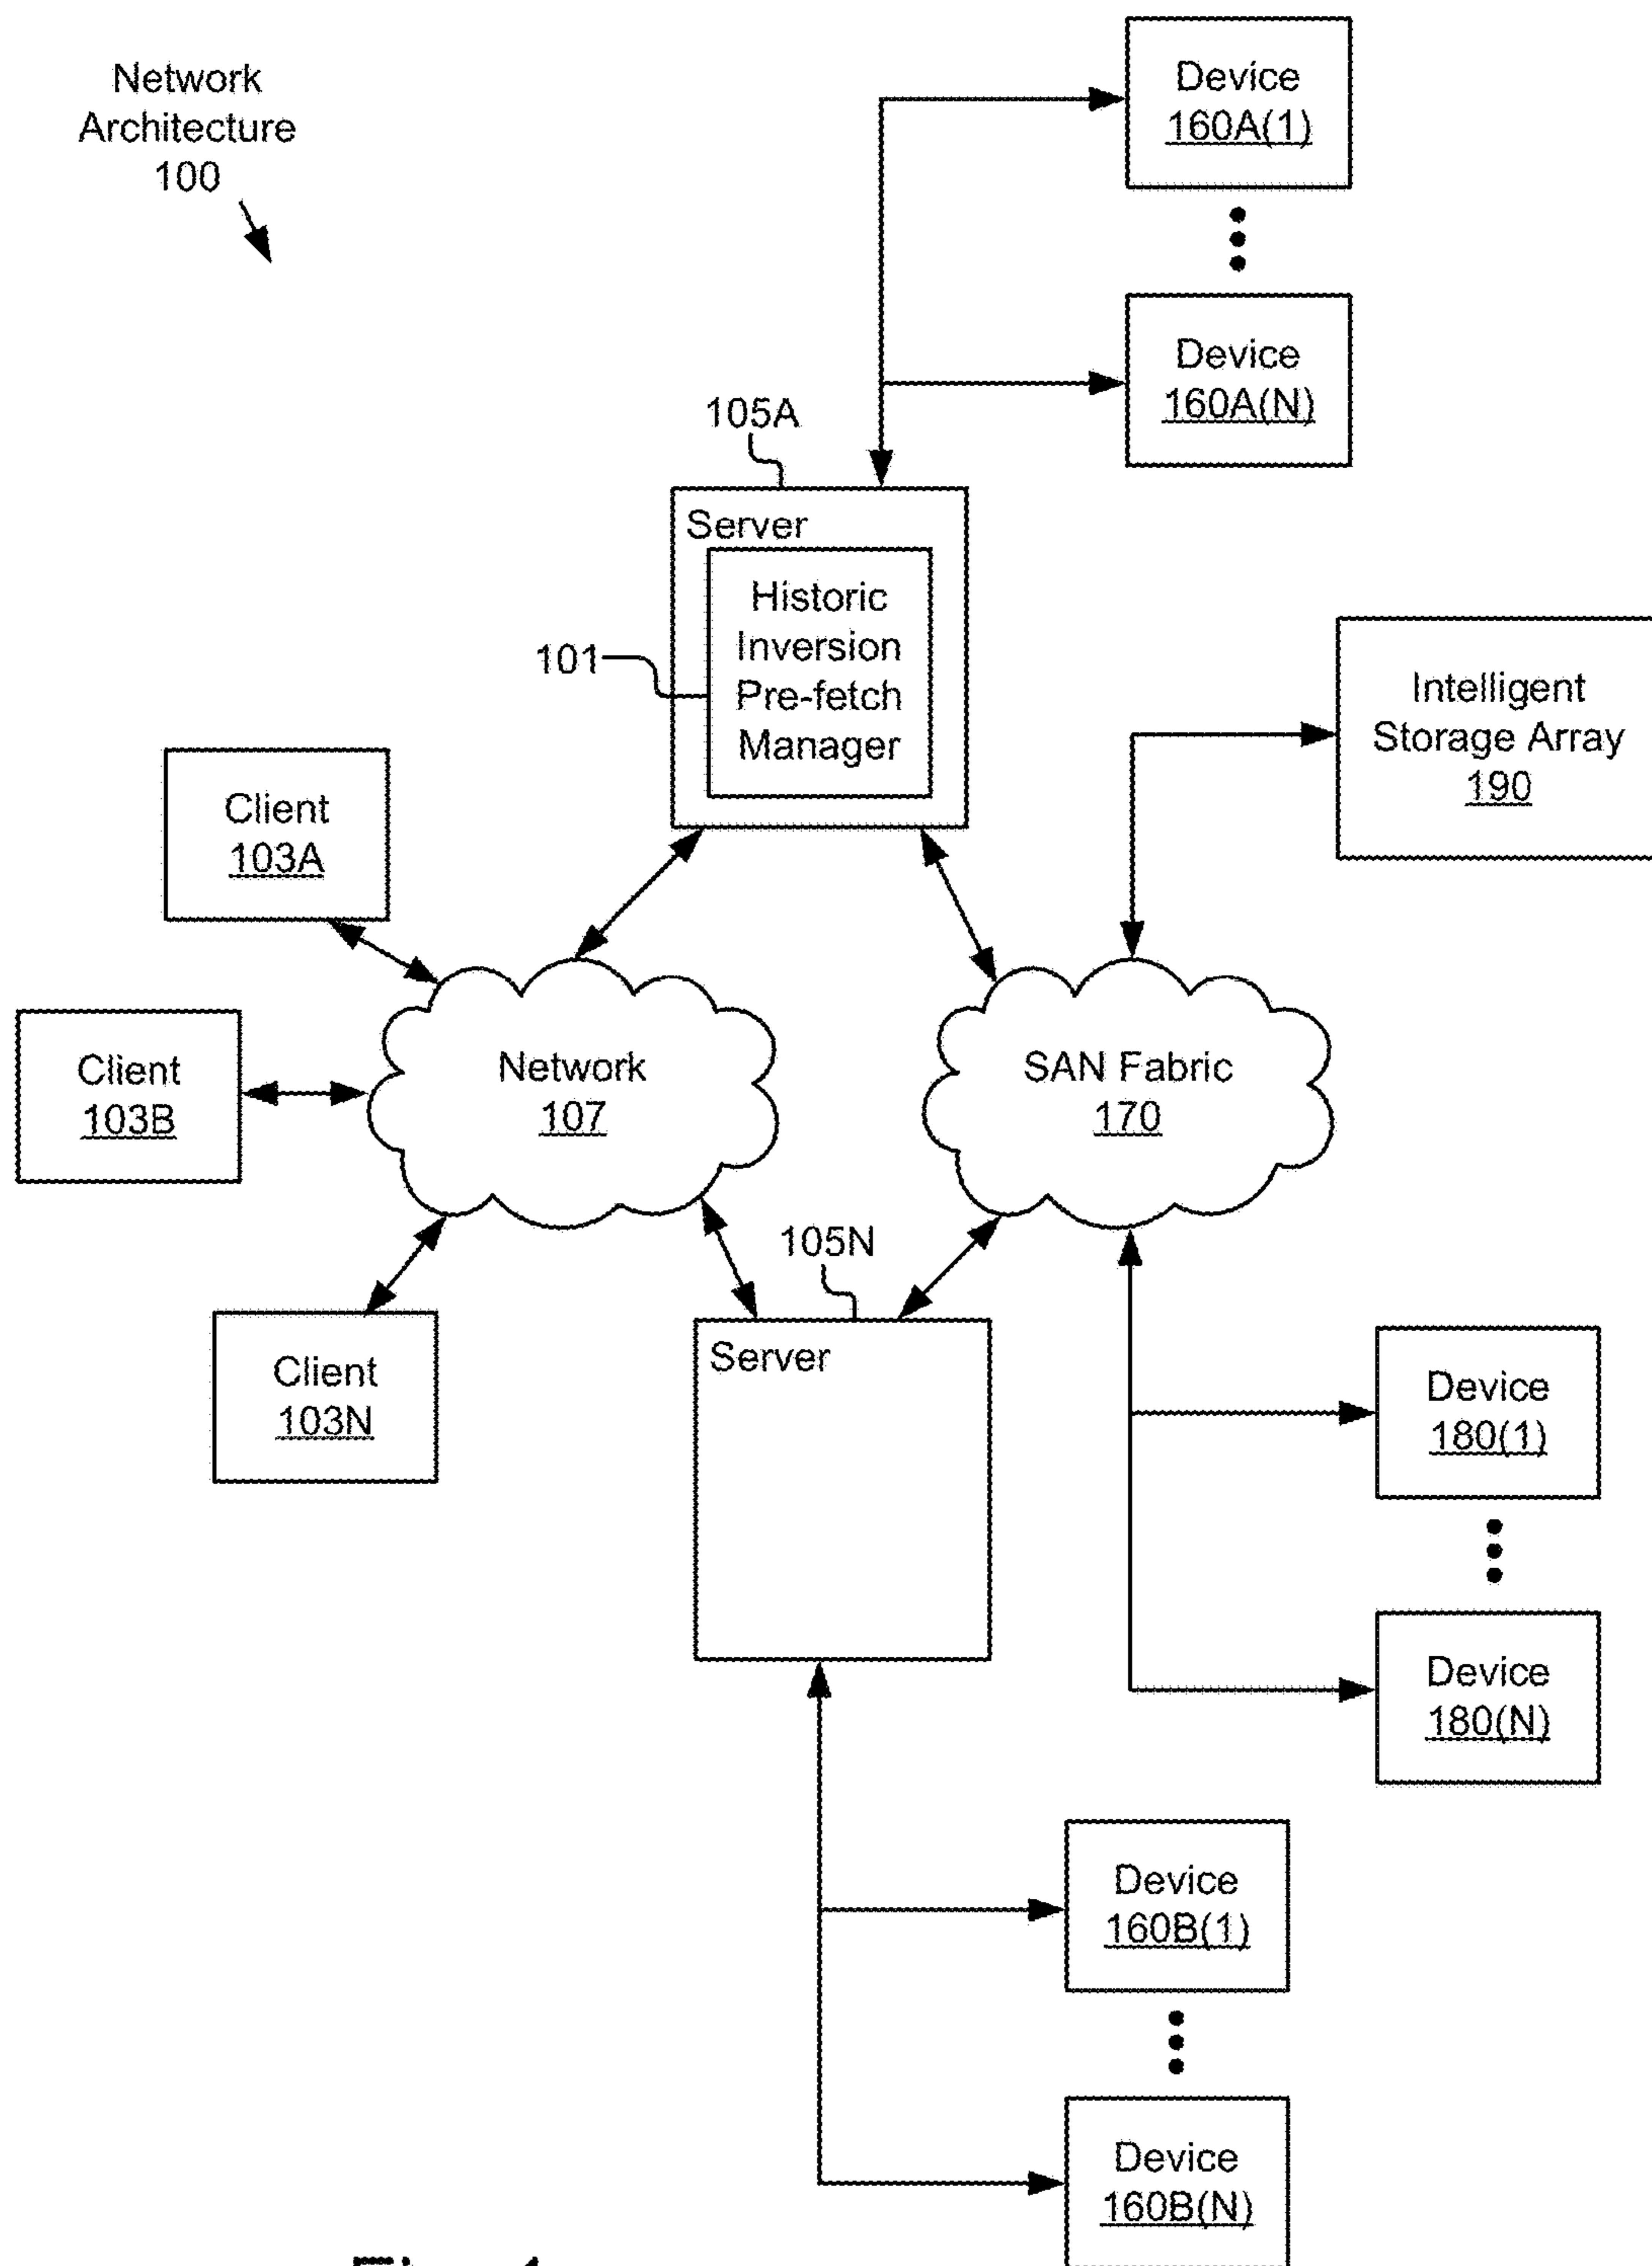 Network
Architecture
100
Device
160A(1)
Device
160A(N)
105A
Server
Historic
Inversion
Pre-fetch
Manager
101
Intelligent
Storage Array
190
Client
103A
Client
103B
Network
107
SAN Fabric
170
Client
103N
105N
Server
Device
180(1)
Device
180(N)
Device
160B(1)
Device
160B(N)